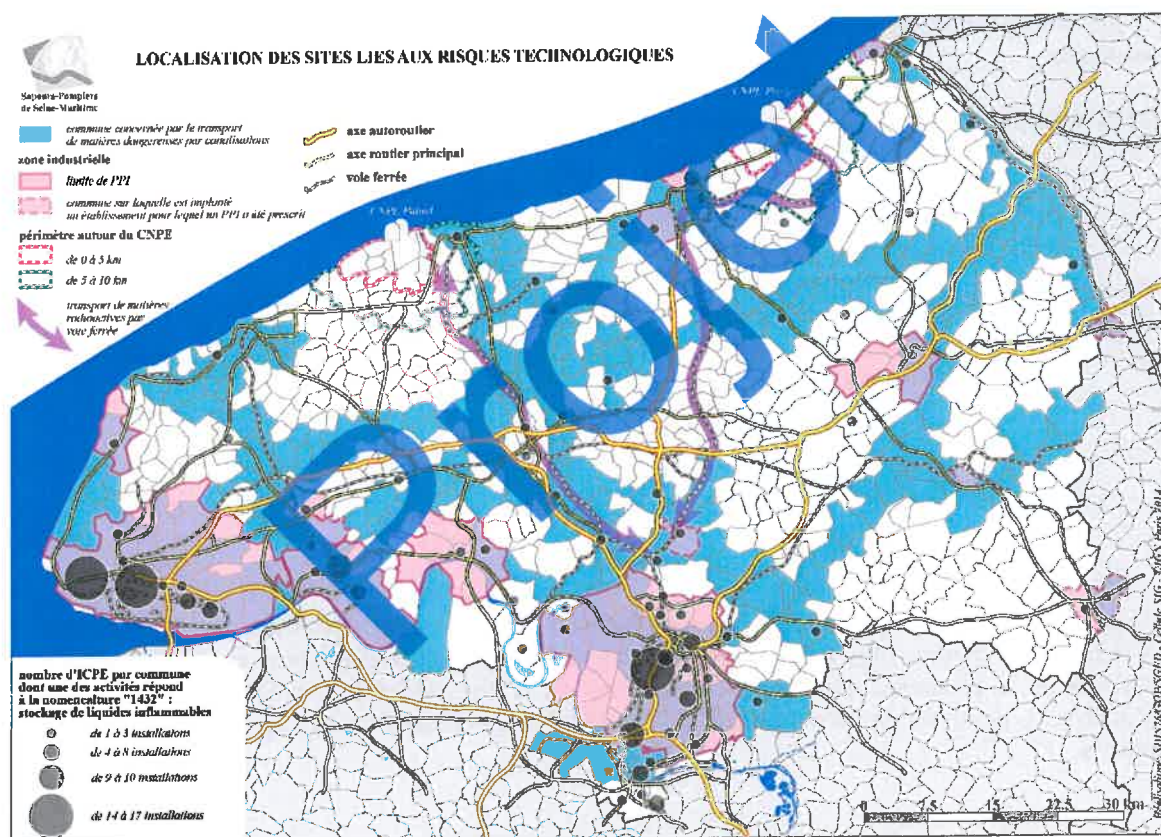 LOCALISATION DES SITES LIES AUX RISQUES TECHNOLOGIQUES
Sapeurs-Pompiers
de Seine-Maritime
commune concernée par le transport
de matières dangereuses par canalisations
zone industrielle
limite de PPI
commune sur laquelle est implanté
un établissement pour lequel un PPI a été prescrit
périmètre autour du CNPE
de 0 à 5 km
de 5 à 10 km
transport de matières
radioactives par
voie ferrée
axe autoroutier
axe routier principal
voie ferrée
CNPE Paluel
CNPE
Projet
nombre d'ICPE par commune
dont une des activités répond
à la nomenclature "1432" :
stockage de liquides inflammables
de 1 à 3 installations
de 4 à 8 installations
de 9 à 10 installations
de 14 à 17 installations
0 7,5 15 22,5 30 km
2014